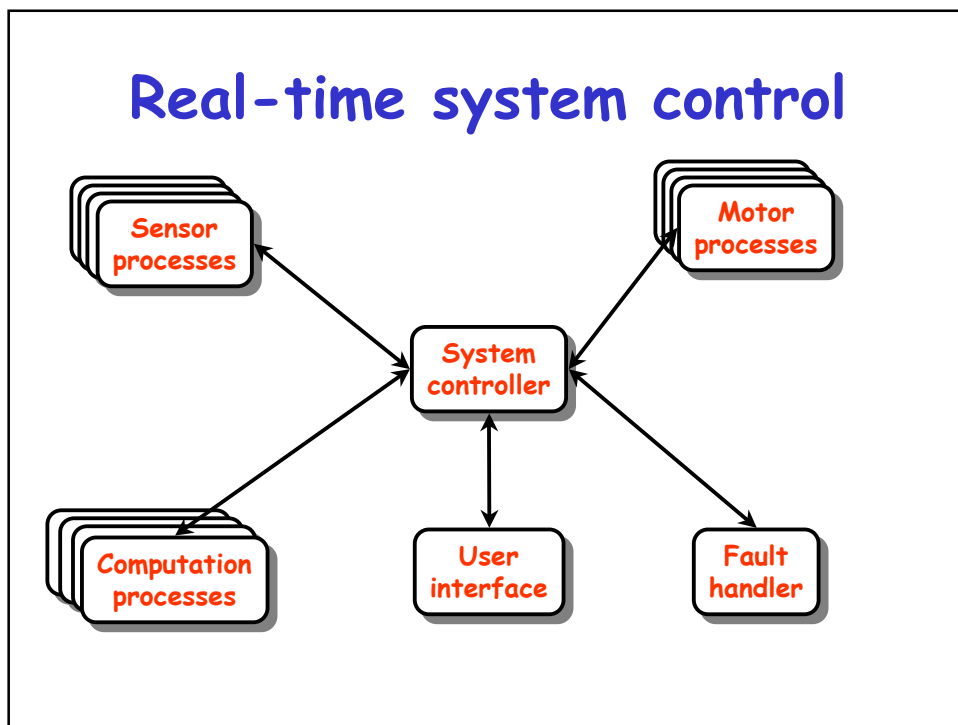 Real-time system control
Sensor
processes
Motor
processes
System
controller
Computation
processes
User
interface
Fault
handler